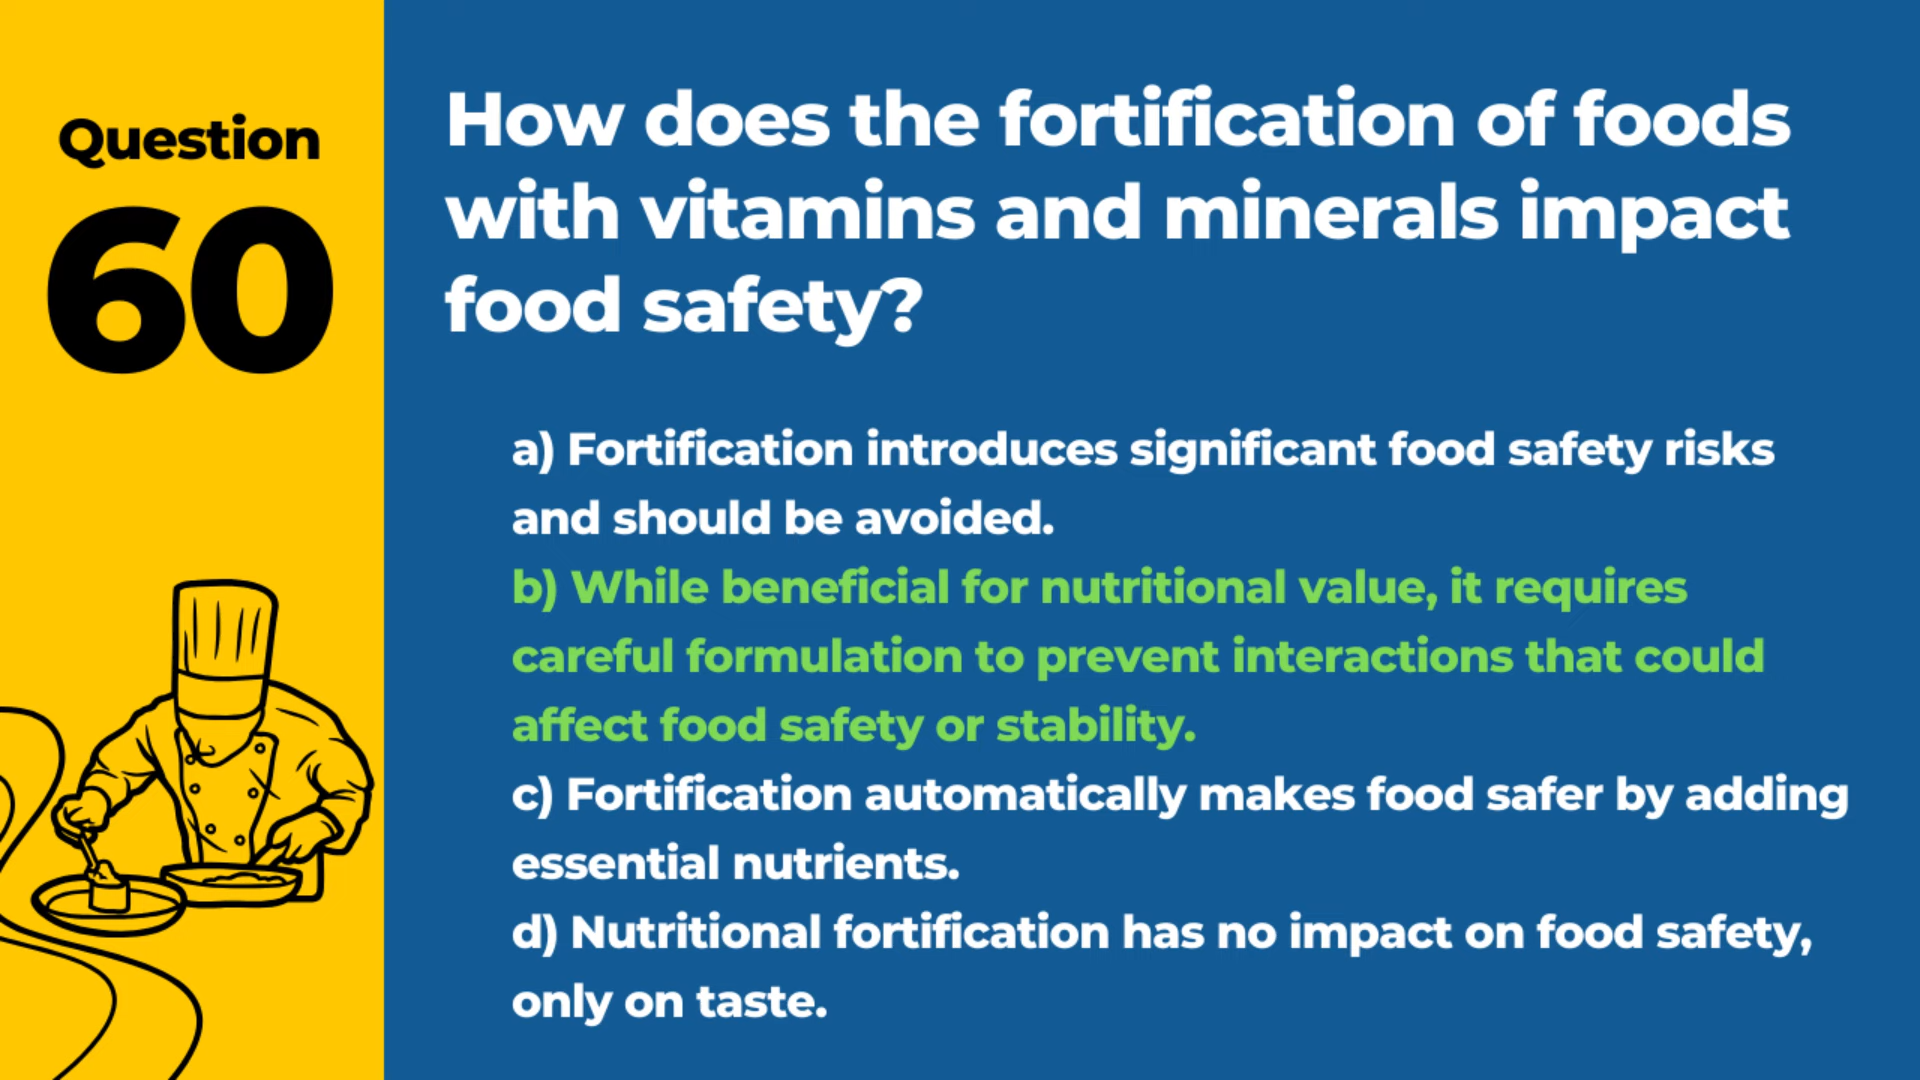 Question
60
How does the fortification of foods
with vitamins and minerals impact
food safety?
a) Fortification introduces significant food safety risks
and should be avoided.
b) While beneficial for nutritional value, it requires
careful formulation to prevent interactions that could
affect food safety or stability.
c) Fortification automatically makes food safer by adding
essential nutrients.
d) Nutritional fortification has no impact on food safety,
only on taste.